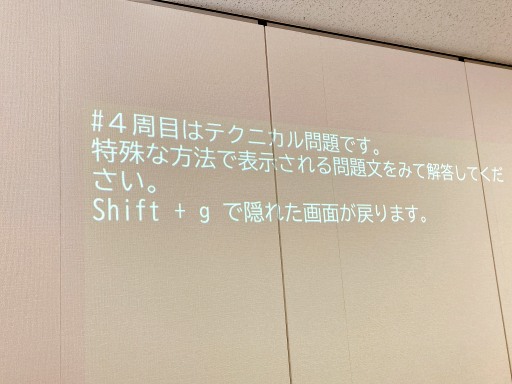 #４周目はテクニカル問題です。
特殊な方法で表示される問題文をみて解答してくだ
さい。
Shift + g で隠れた画面が戻ります。